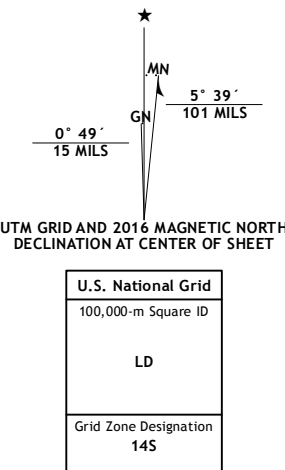 MN
GN
5° 39´
101 MILS
0° 49´
15 MILS
UTM GRID AND 2016 MAGNETIC NORTH
DECLINATION AT CENTER OF SHEET
U.S. National Grid
100,000-m Square ID
LD
Grid Zone Designation
14S